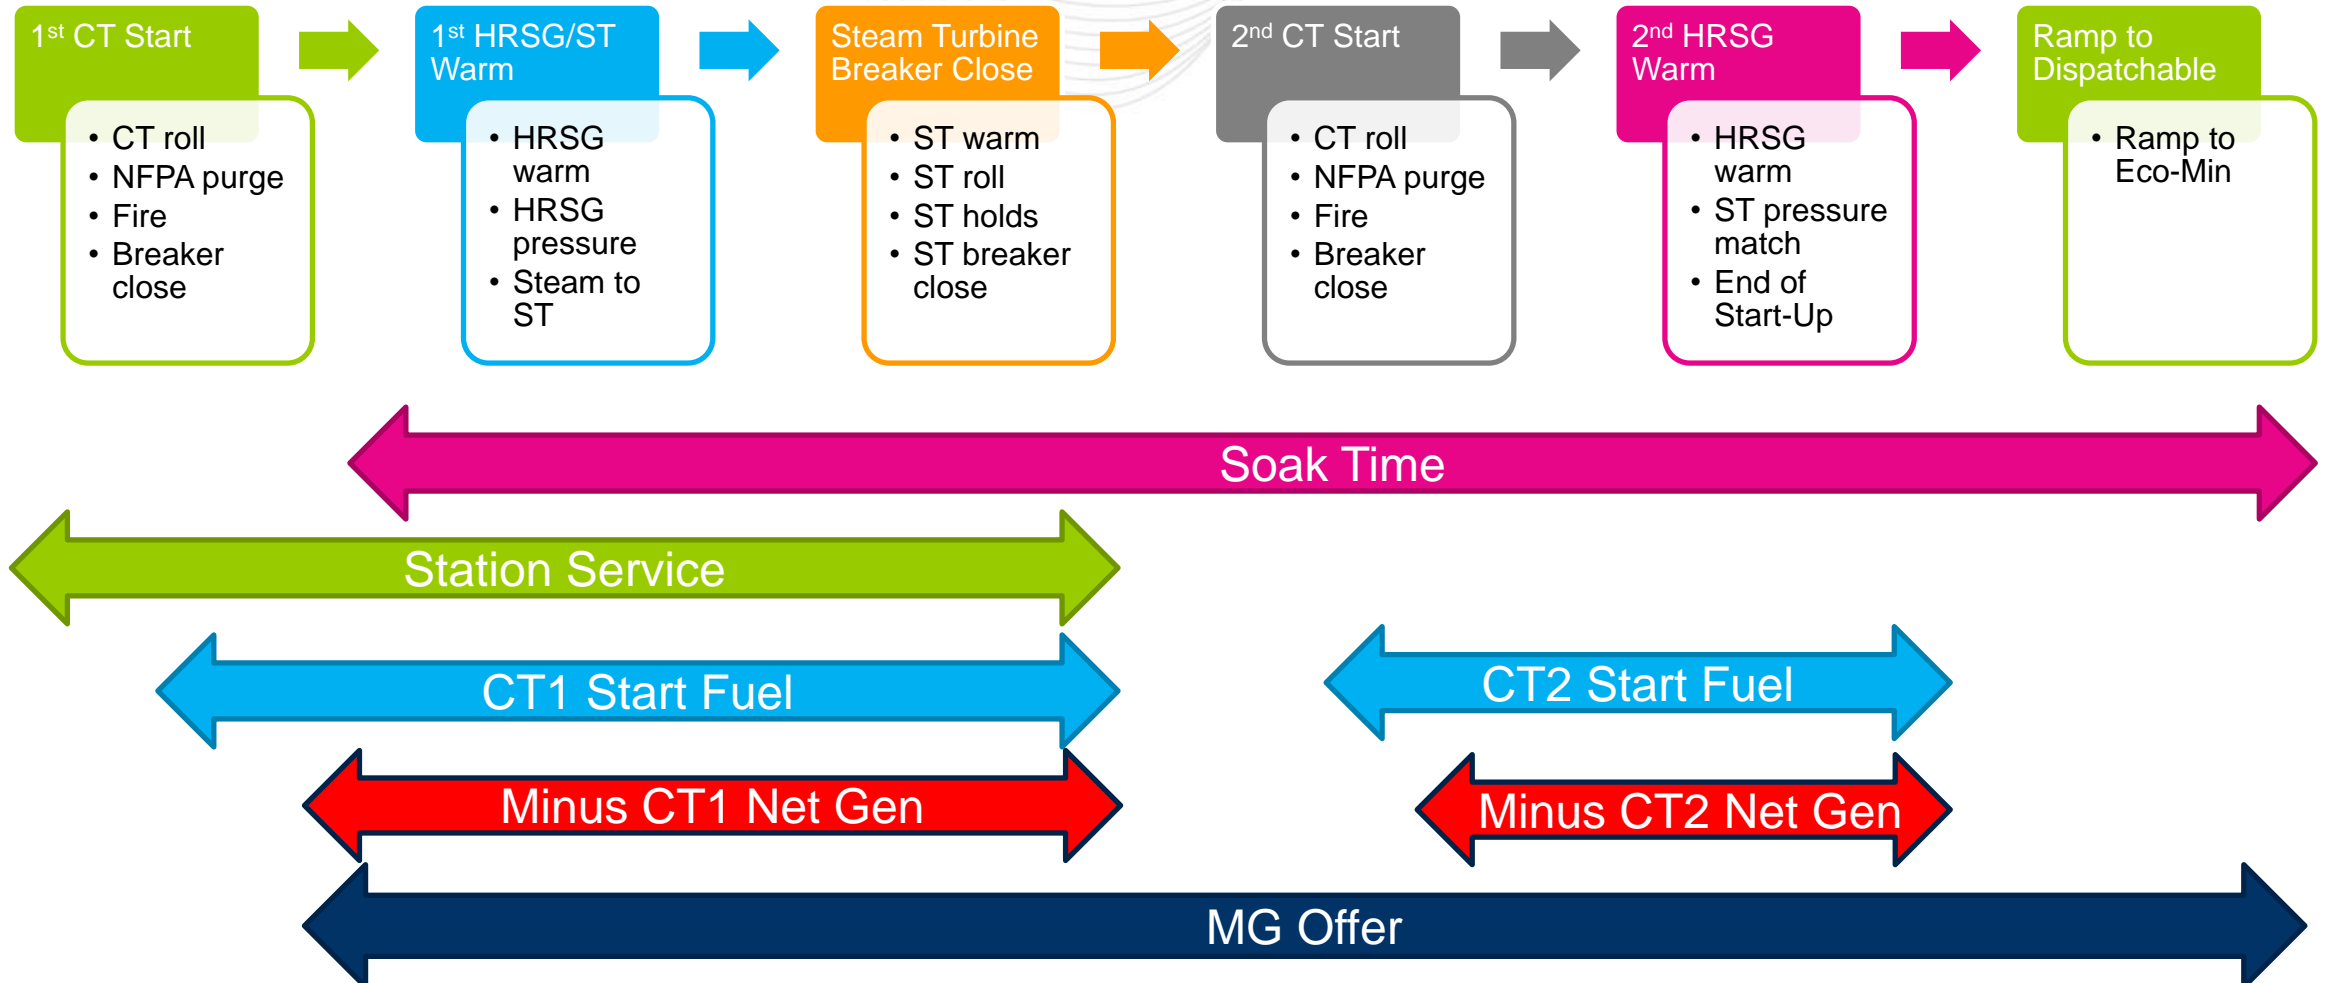 1st CT Start
• CT roll
• NFPA purge
• Fire
• Breaker
close
1st HRSG/ST
Warm
• HRSG
warm
• HRSG
pressure
• Steam to
ST
Steam Turbine
Breaker Close
• ST warm
• ST roll
• ST holds
• ST breaker
close
2nd CT Start
• CT roll
• NFPA purge
• Fire
• Breaker
close
2nd HRSG
Warm
• HRSG
warm
• ST pressure
match
• End of
Start-Up
Ramp to
Dispatchable
• Ramp to
Eco-Min
Soak Time
Station Service
CT1 Start Fuel
CT2 Start Fuel
Minus CT1 Net Gen
Minus CT2 Net Gen
MG Offer